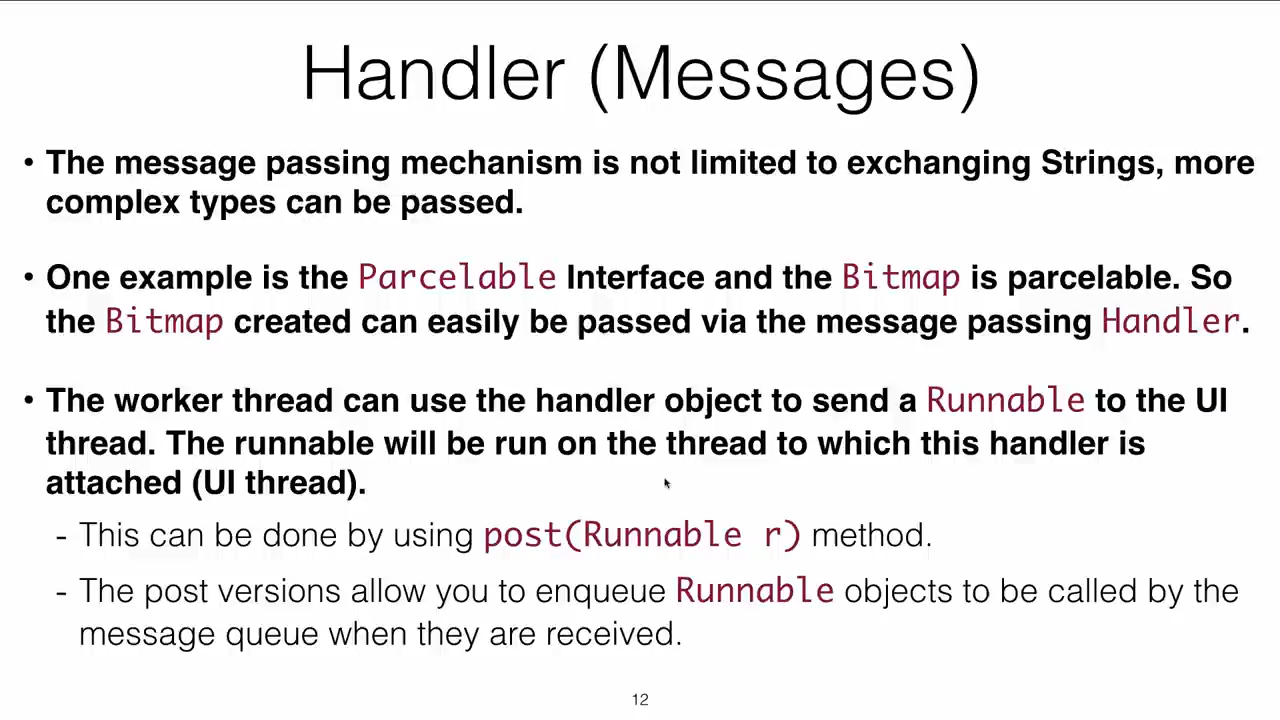 Handler (Messages)
• The message passing mechanism is not limited to exchanging Strings, more
complex types can be passed.
• One example is the Parcelable Interface and the Bitmap is parcelable. So
the Bitmap created can easily be passed via the message passing Handler.
• The worker thread can use the handler object to send a Runnable to the UI
thread. The runnable will be run on the thread to which this handler is
attached (UI thread).
- This can be done by using post(Runnable r) method.
- The post versions allow you to enqueue Runnable objects to be called by the
message queue when they are received.
12